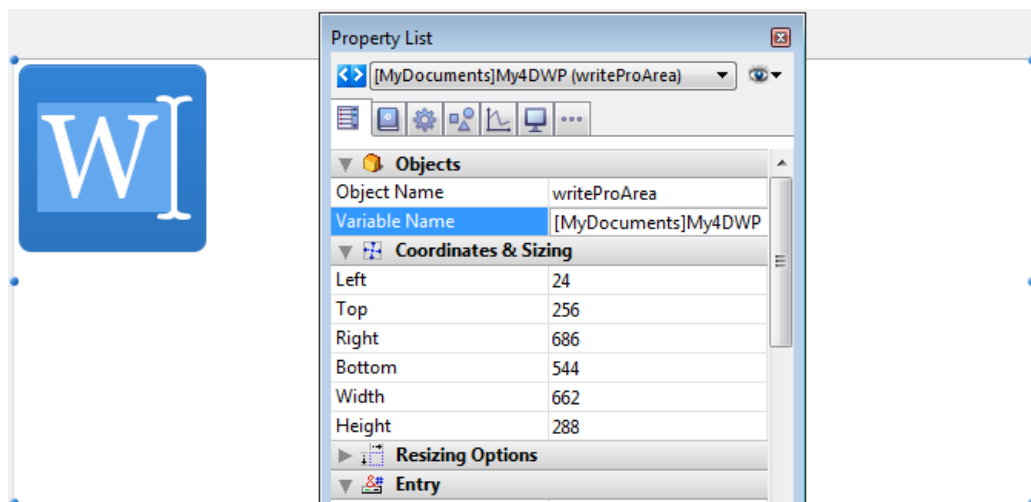 Property List
W
[MyDocuments]My4DWP (writeProArea)
Objects
Object Name writeProArea
Variable Name [MyDocuments]My4DWP
Coordinates & Sizing
Left 24
Top 256
Right 686
Bottom 544
Width 662
Height 288
Resizing Options
Entry